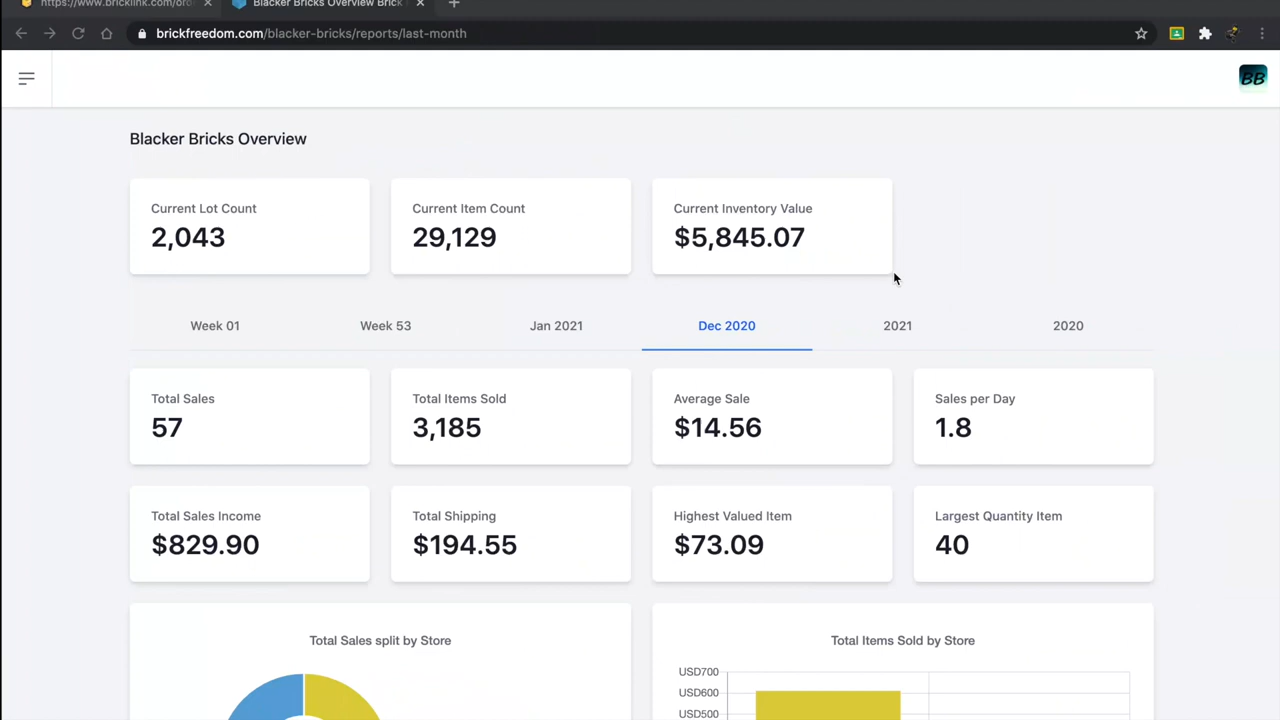 https://www.bricklink.com/ord
Blacker Bricks Overview Brick
brickfreedom.com/blacker-bricks/reports/last-month
BB
Blacker Bricks Overview
Current Lot Count
2,043
Current Item Count
29,129
Current Inventory Value
$5,845.07
Week 01
Week 53
Jan 2021
Dec 2020
2021
2020
Total Sales
57
Total Items Sold
3,185
Average Sale
$14.56
Sales per Day
1.8
Total Sales Income
$829.90
Total Shipping
$194.55
Highest Valued Item
$73.09
Largest Quantity Item
40
Total Sales split by Store
Total Items Sold by Store
USD700
USD600
USD500